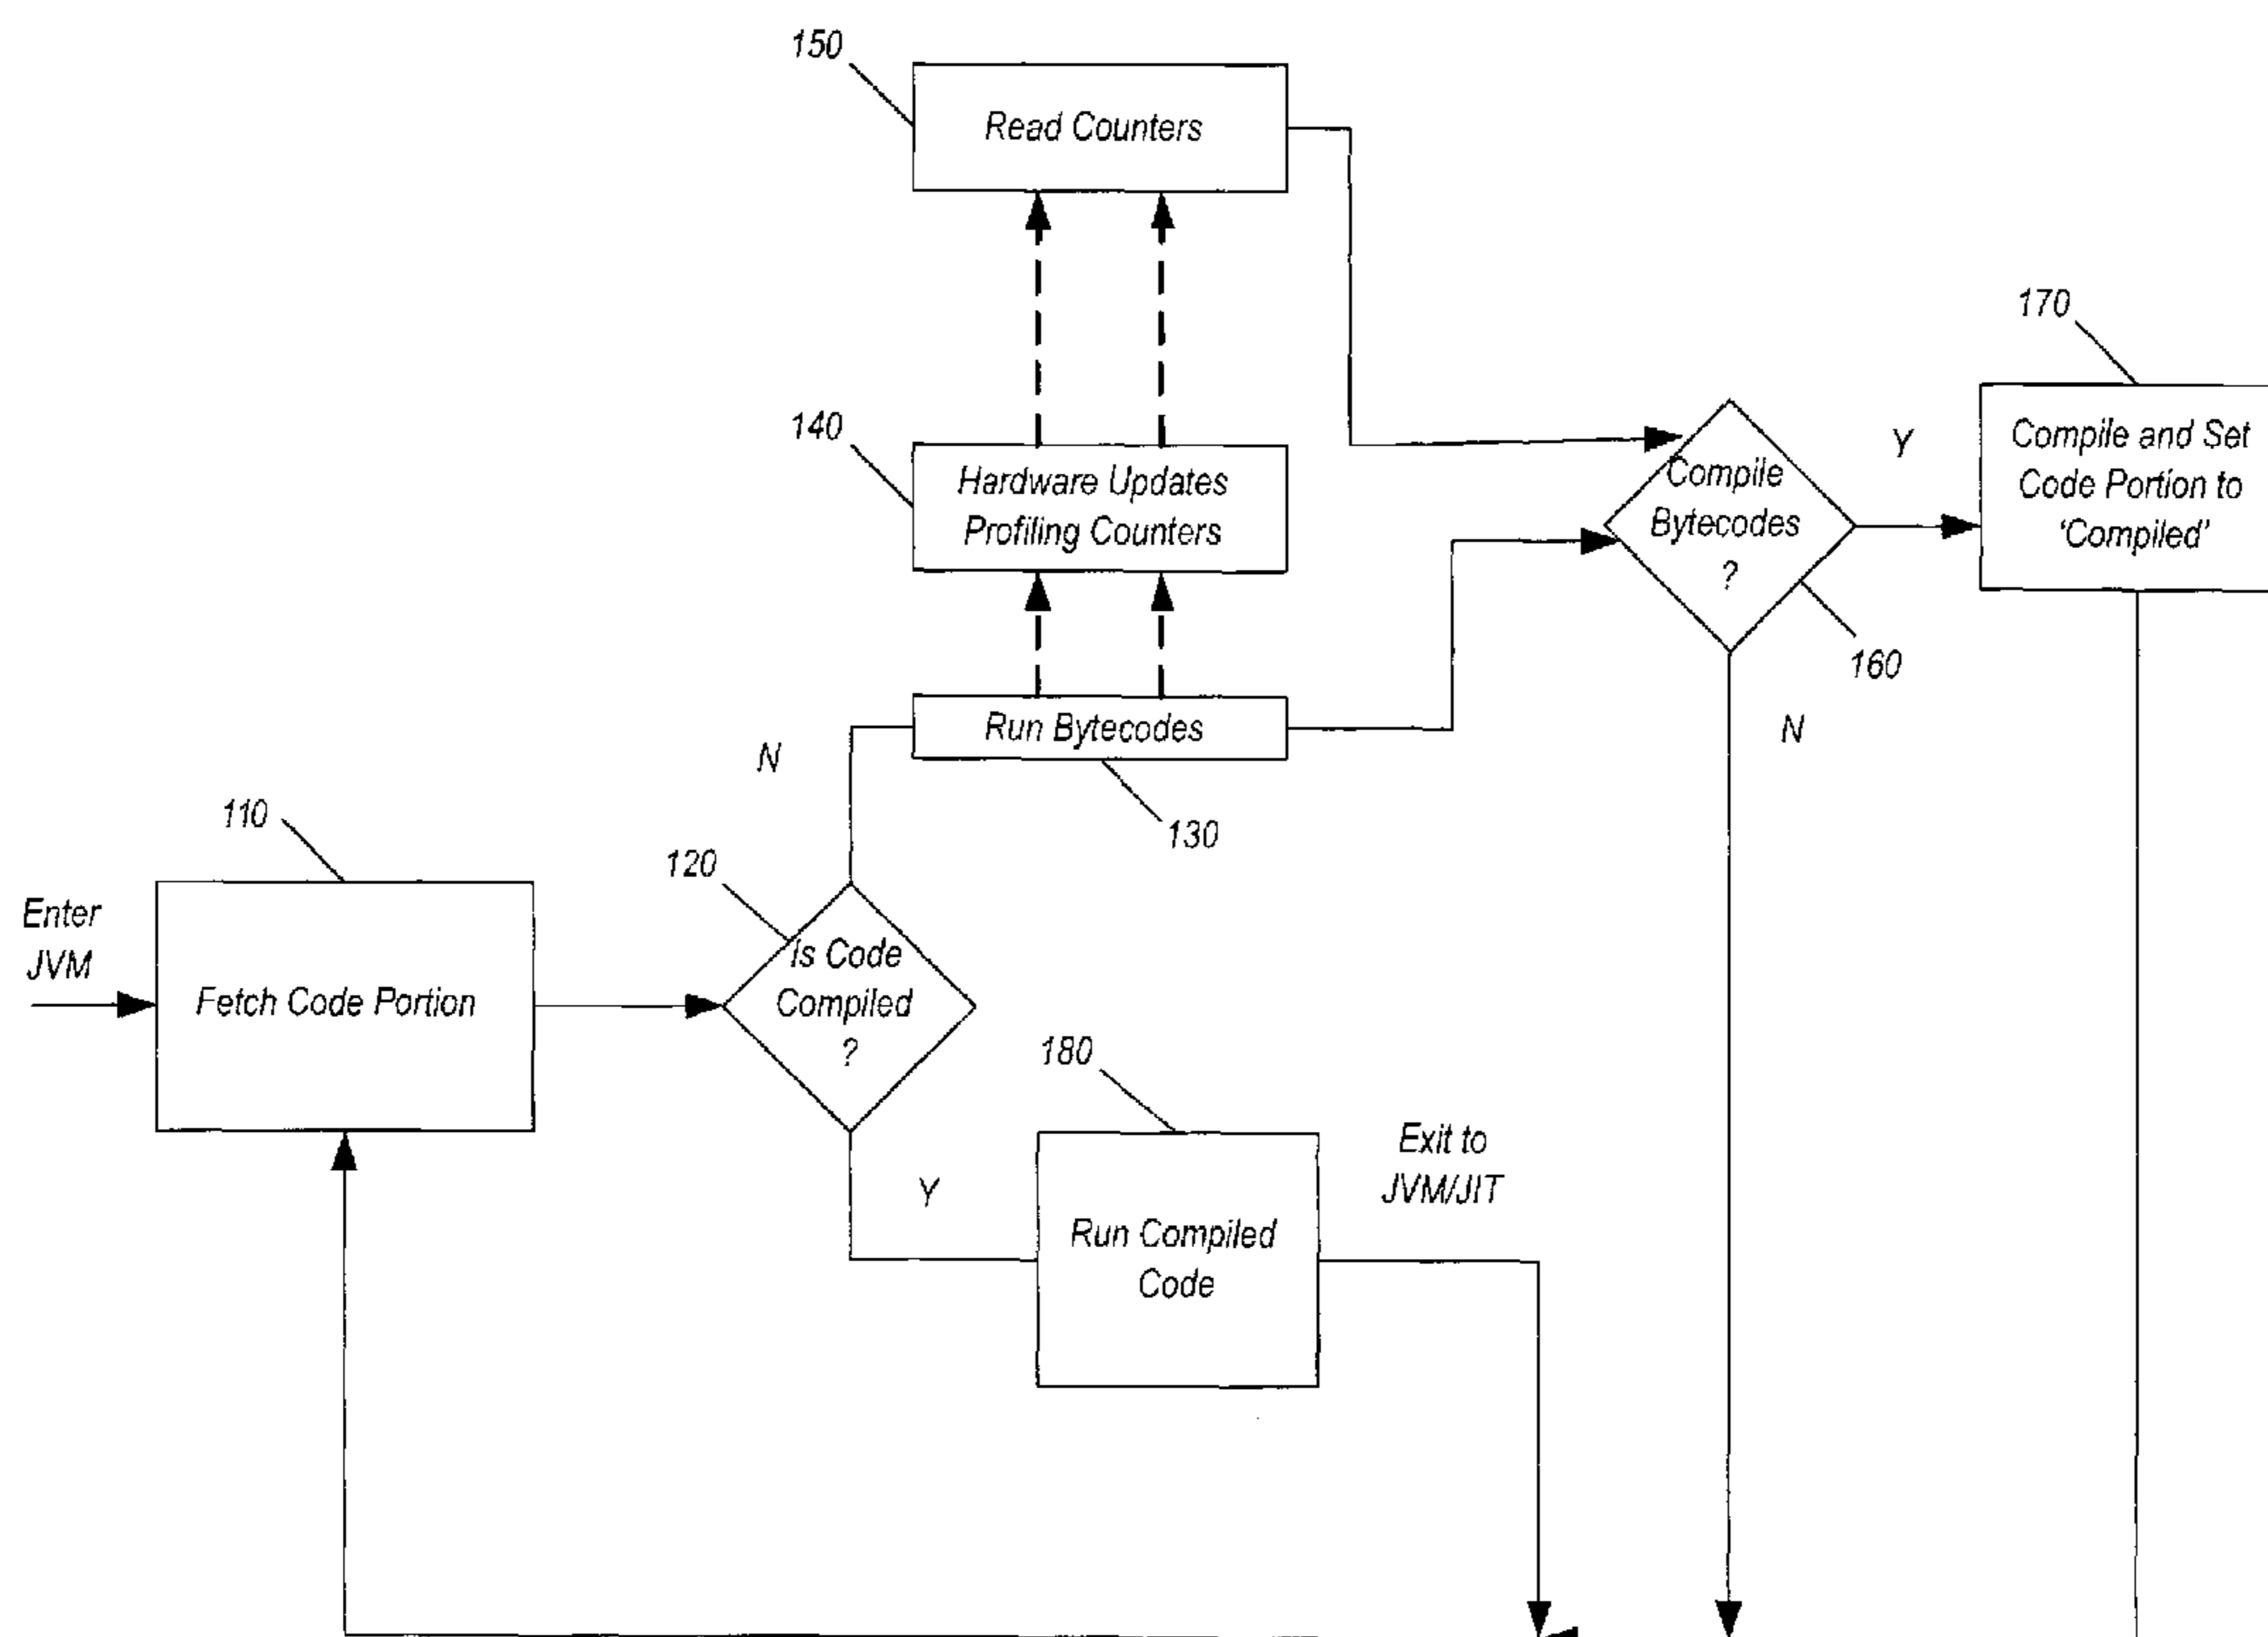 150
Read Counters
170
140
Hardware Updates
Profiling Counters
Compile
Bytecodes
?
Y
Compile and Set
Code Portion to
'Compiled'
160
N
Run Bytecodes
N
130
110
120
Enter
JVM
Fetch Code Portion
Is Code
Compiled
?
180
Y
Run Compiled
Code
Exit to
JVM/JIT